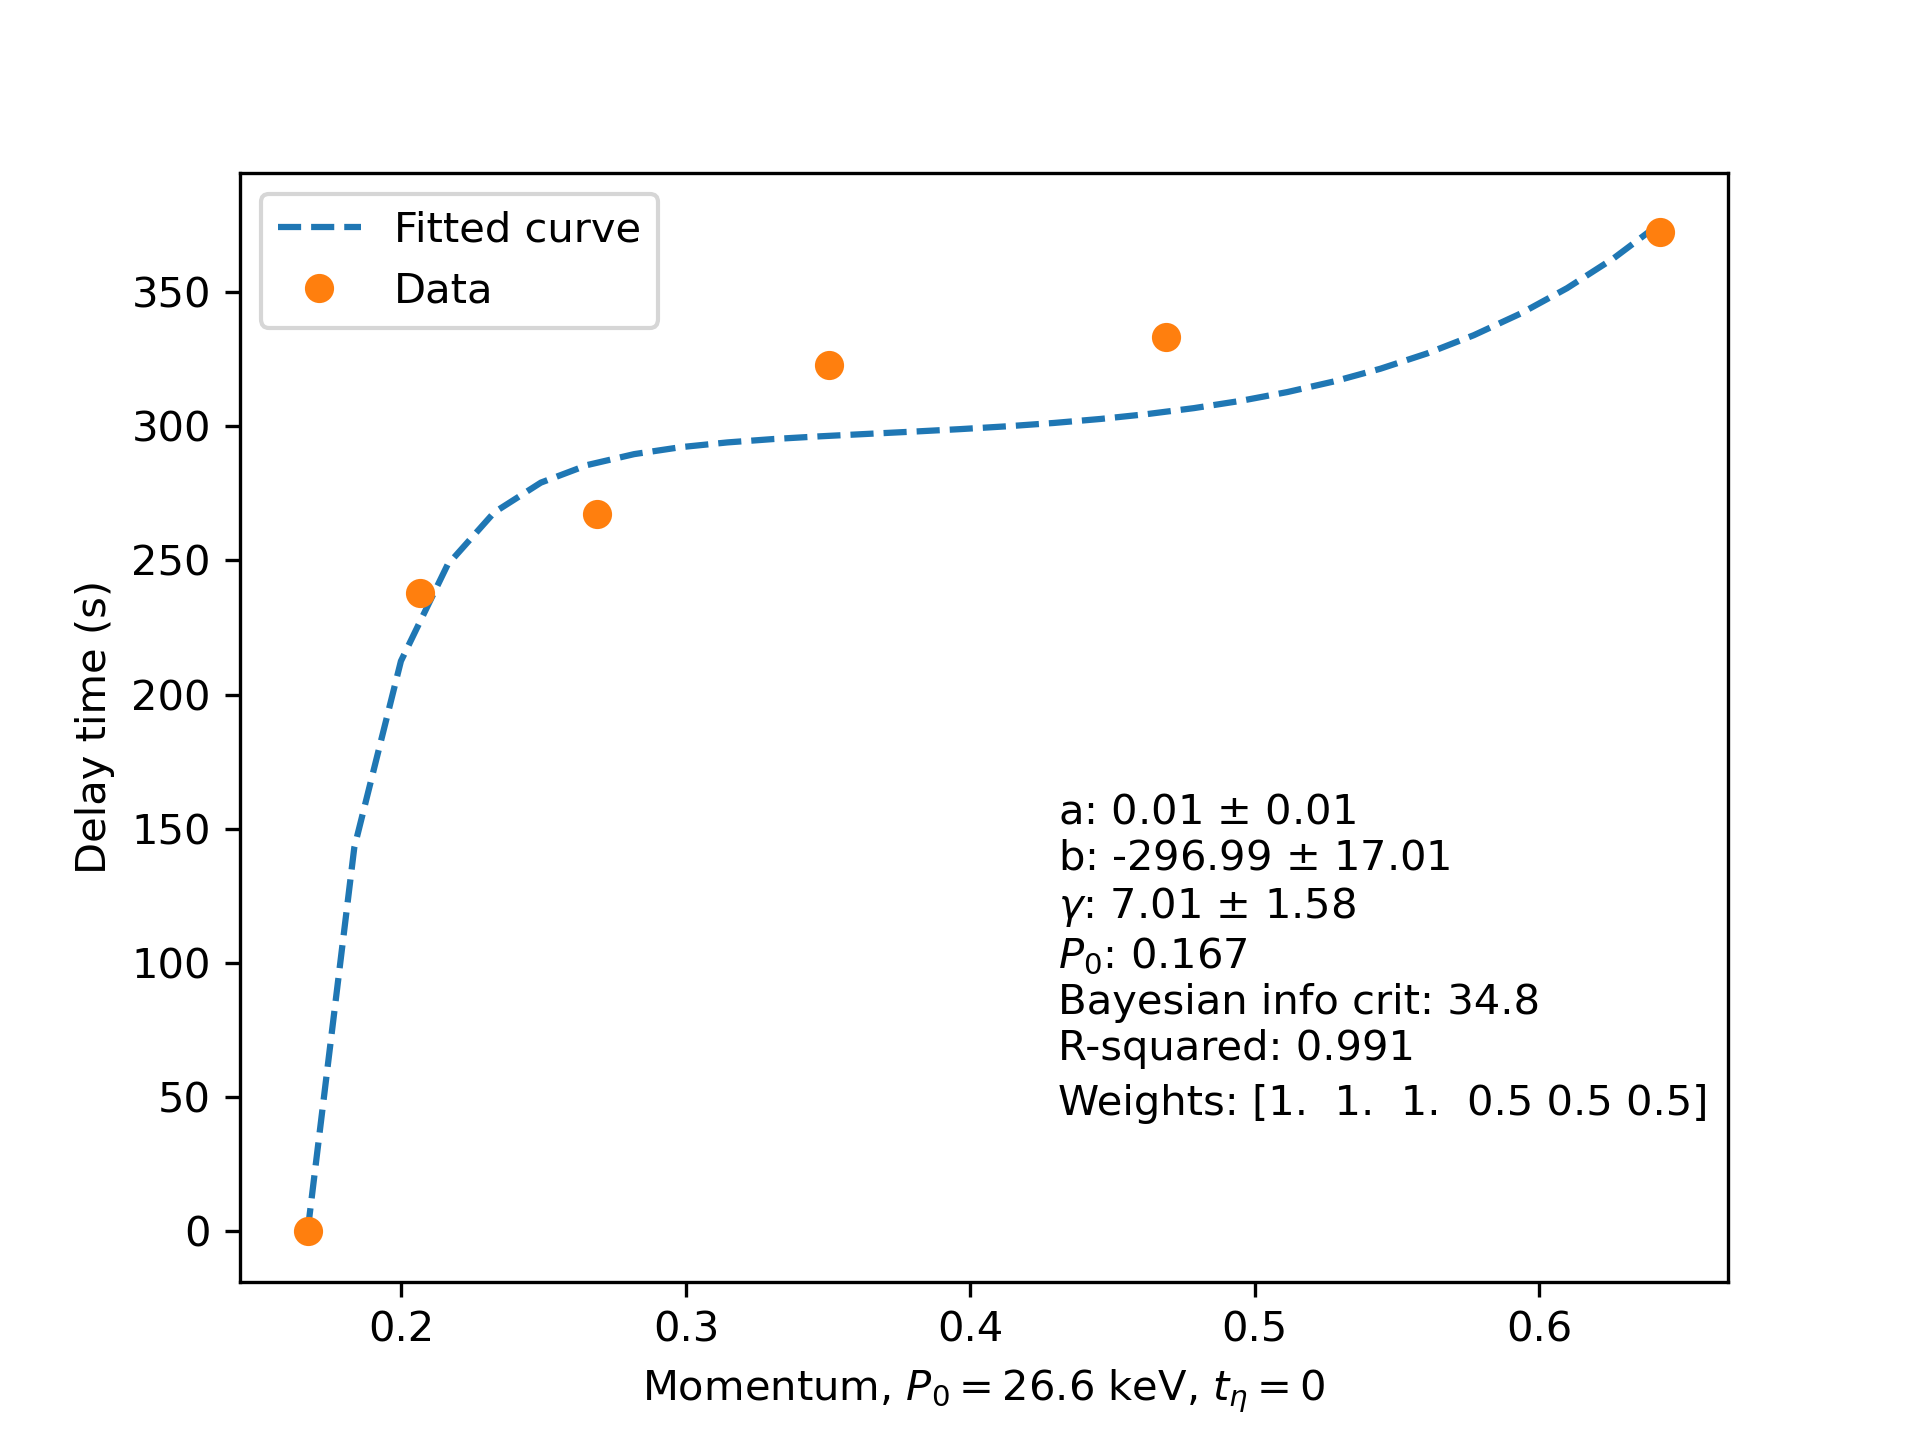 Fitted curve
Data
350
300
250
200
150
100
50
0
Delay time (s)
a: 0.01 ± 0.01
b: -296.99 ± 17.01
γ: 7.01 ± 1.58
P₀: 0.167
Bayesian info crit: 34.8
R-squared: 0.991
Weights: [1. 1. 1. 0.5 0.5 0.5]
0.2 0.3 0.4 0.5 0.6
Momentum, P₀ = 26.6 keV, t_η = 0